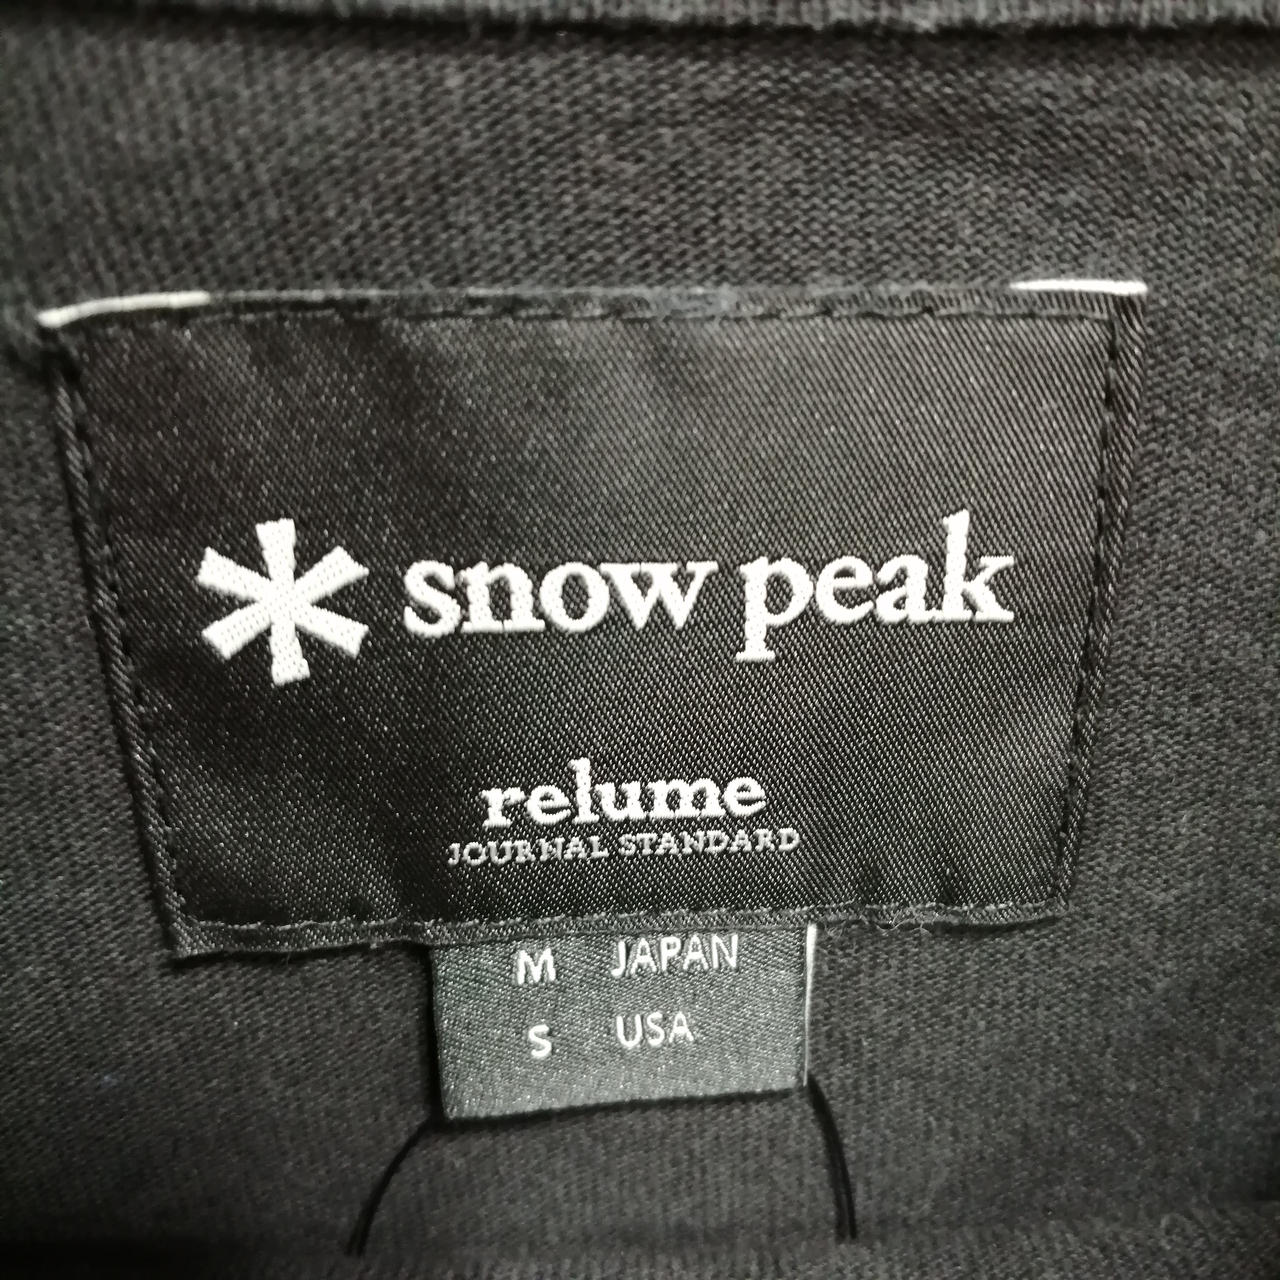 snow peak
relume
JOURNAL STANDARD
M JAPAN
S USA